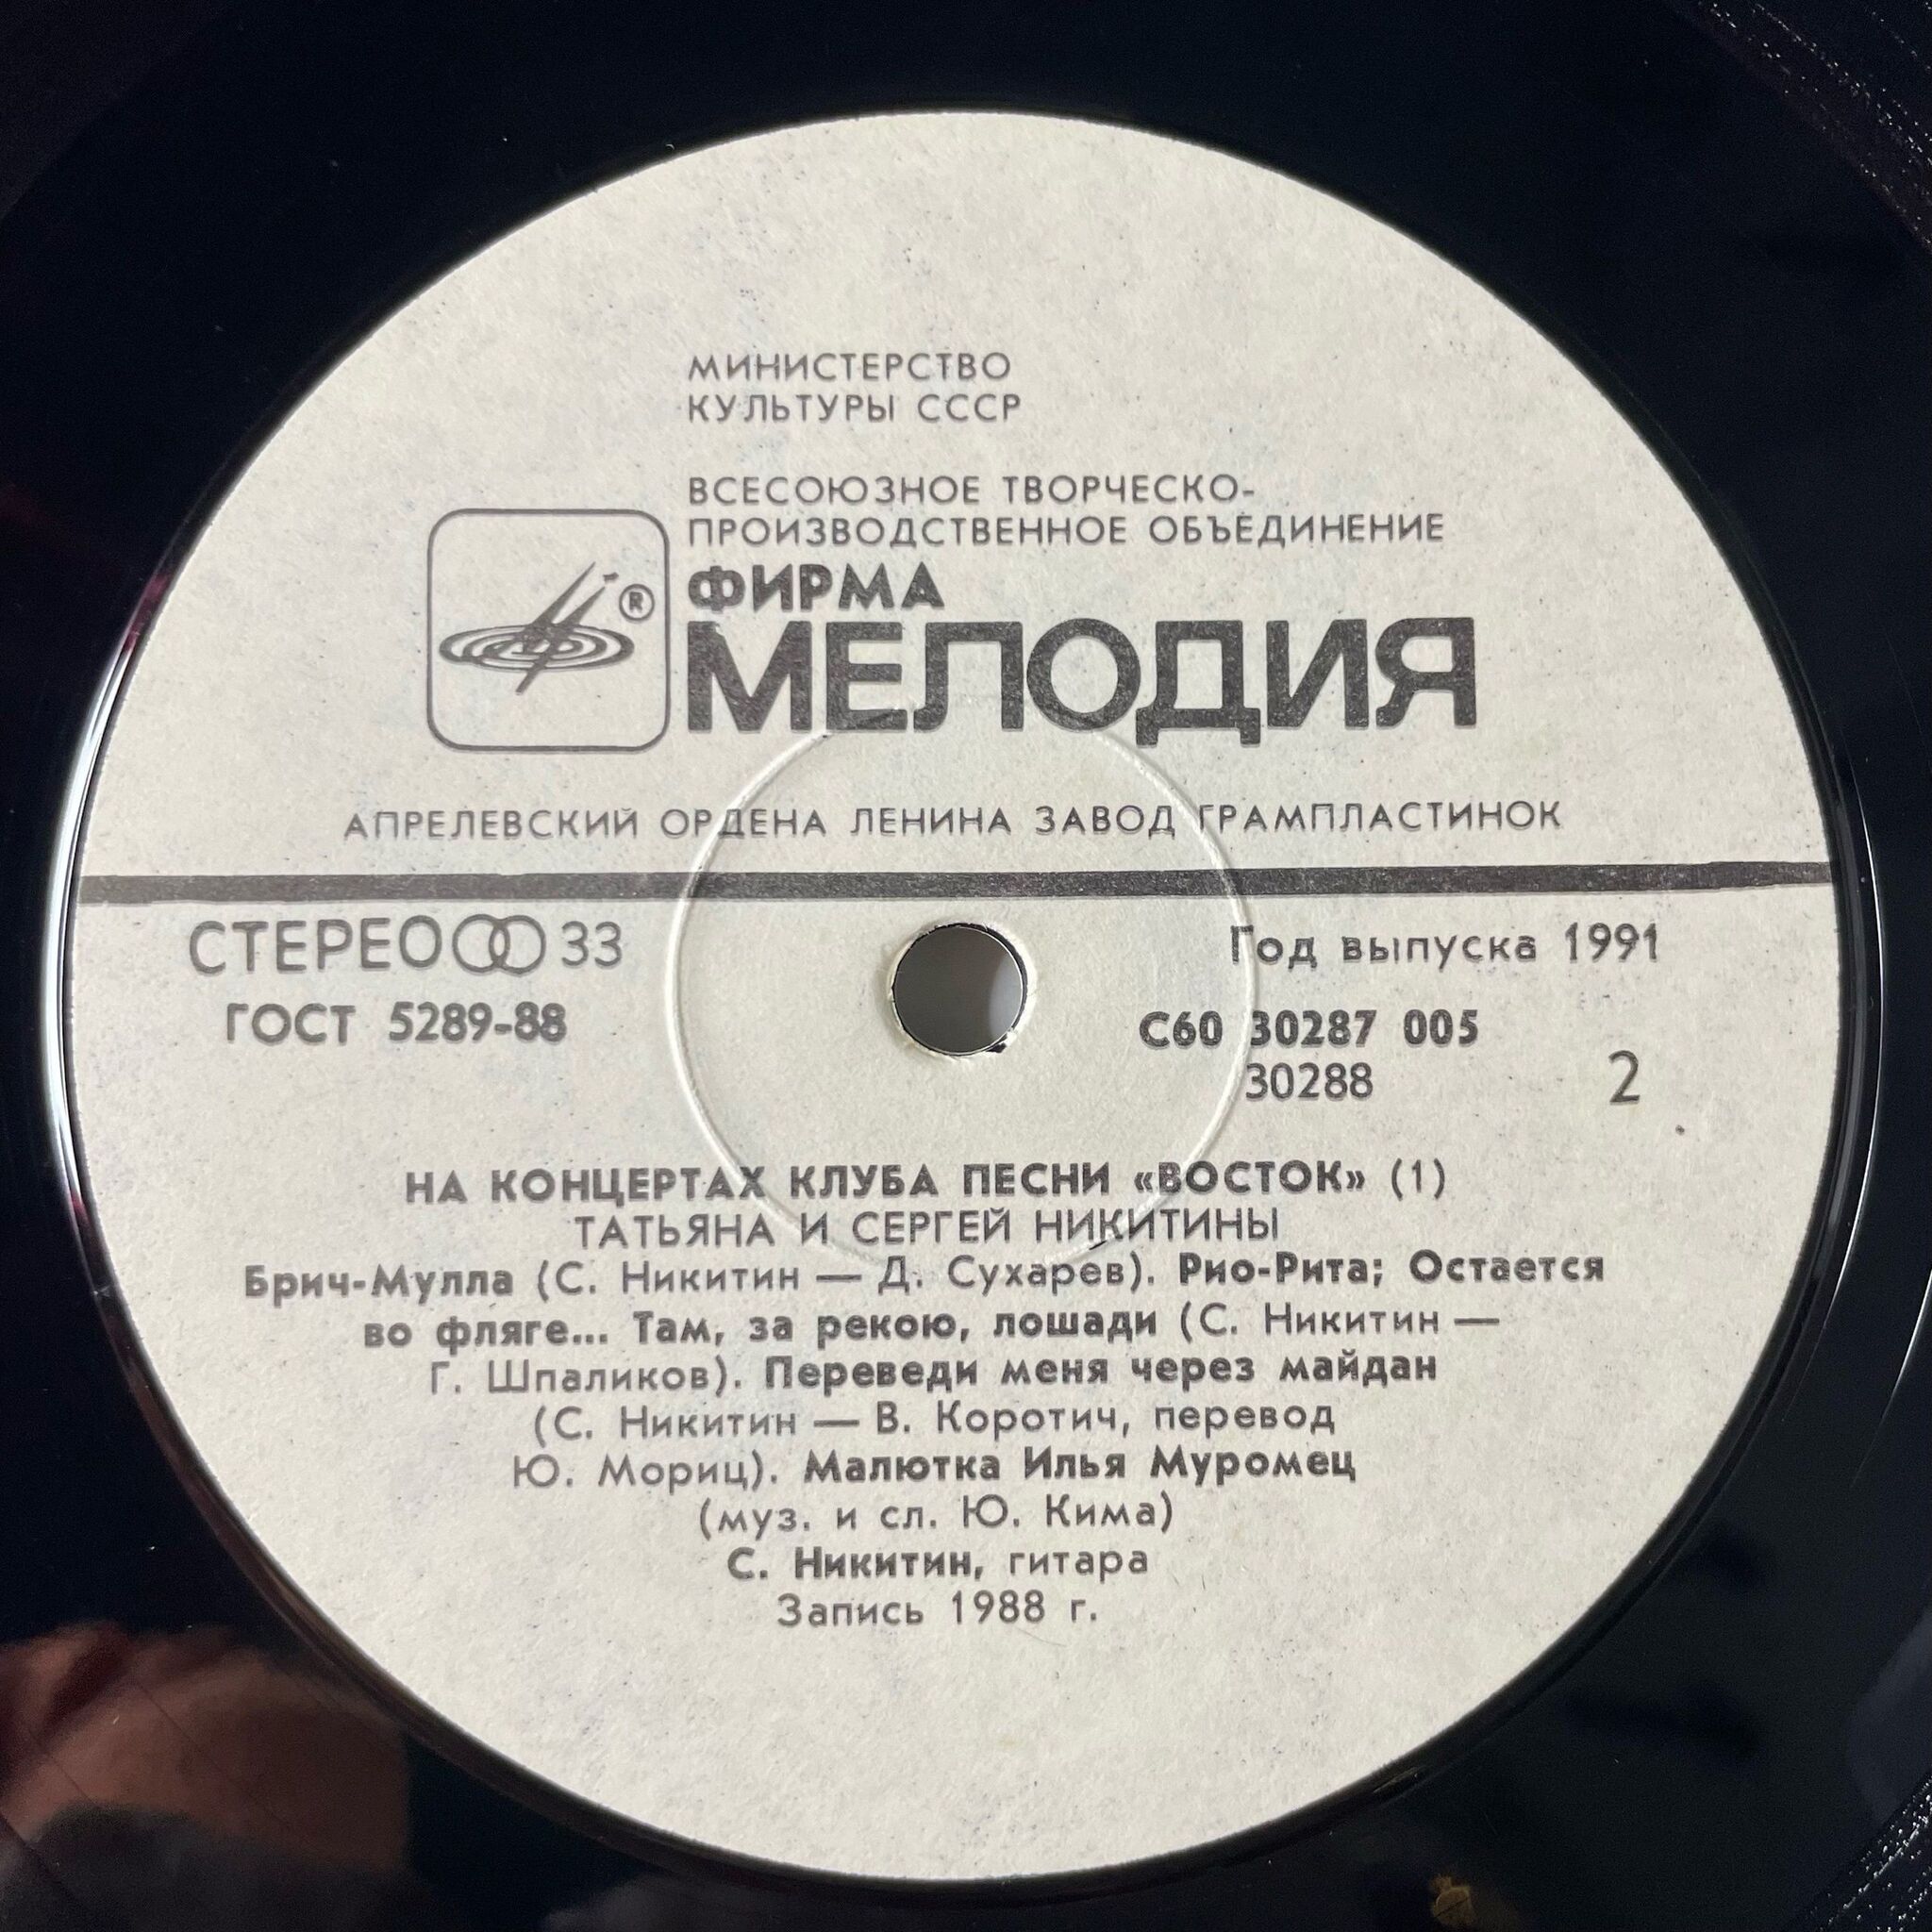 МИНИСТЕРСТВО
КУЛЬТУРЫ СССР
ВСЕСОЮЗНОЕ ТВОРЧЕСКО-
ПРОИЗВОДСТВЕННОЕ ОБЪЕДИНЕНИЕ
®
ФИРМА
МЕЛОДИЯ
АПРЕЛЕВСКИЙ ОРДЕНА ЛЕНИНА ЗАВОД ГРАМПЛАСТИНОК
СТЕРЕО 33
Год выпуска 1991
ГОСТ 5289-88
С60 30287 005
30288
2
НА КОНЦЕРТАХ КЛУБА ПЕСНИ «ВОСТОК» (1)
ТАТЬЯНА И СЕРГЕЙ НИКИТИНЫ
Брич-Мулла (С. Никитин — Д. Сухарев). Рио-Рита; Остается
во фляге... Там, за рекою, лошади (С. Никитин —
Г. Шпаликов). Переведи меня через майдан
(С. Никитин — В. Коротич, перевод
Ю. Мориц). Малютка Илья Муромец
(муз. и сл. Ю. Кима)
С. Никитин, гитара
Запись 1988 г.